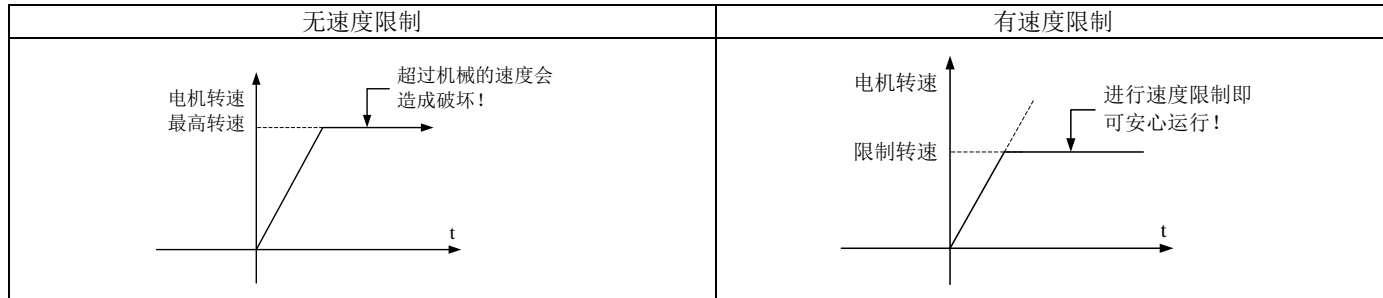 无速度限制
有速度限制
超过机械的速度会
造成破坏！
电机转速
最高转速
t
电机转速
进行速度限制即
可安心运行！
限制转速
t